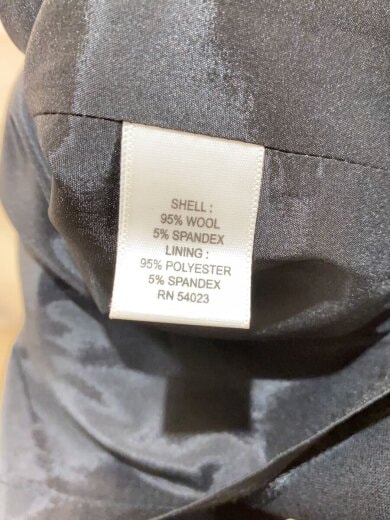 SHELL :
95% WOOL
5% SPANDEX
LINING :
95% POLYESTER
5% SPANDEX
RN 54023